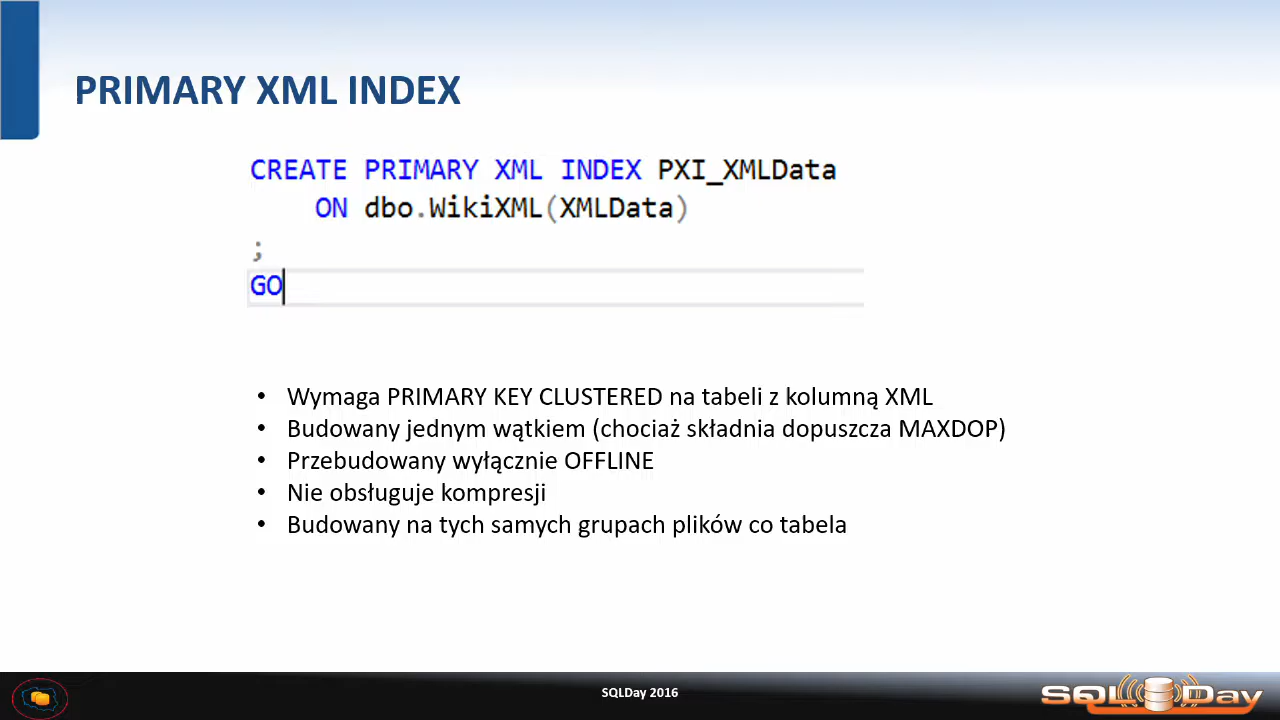 PRIMARY XML INDEX
CREATE PRIMARY XML INDEX PXI_XMLData
ON dbo.WikiXML(XMLData)
;
GO
• Wymaga PRIMARY KEY CLUSTERED na tabeli z kolumną XML
• Budowany jednym wątkiem (chociaż składnia dopuszcza MAXDOP)
• Przebudowany wyłącznie OFFLINE
• Nie obsługuje kompresji
• Budowany na tych samych grupach plików co tabela
SQLDay 2016
SQL Day